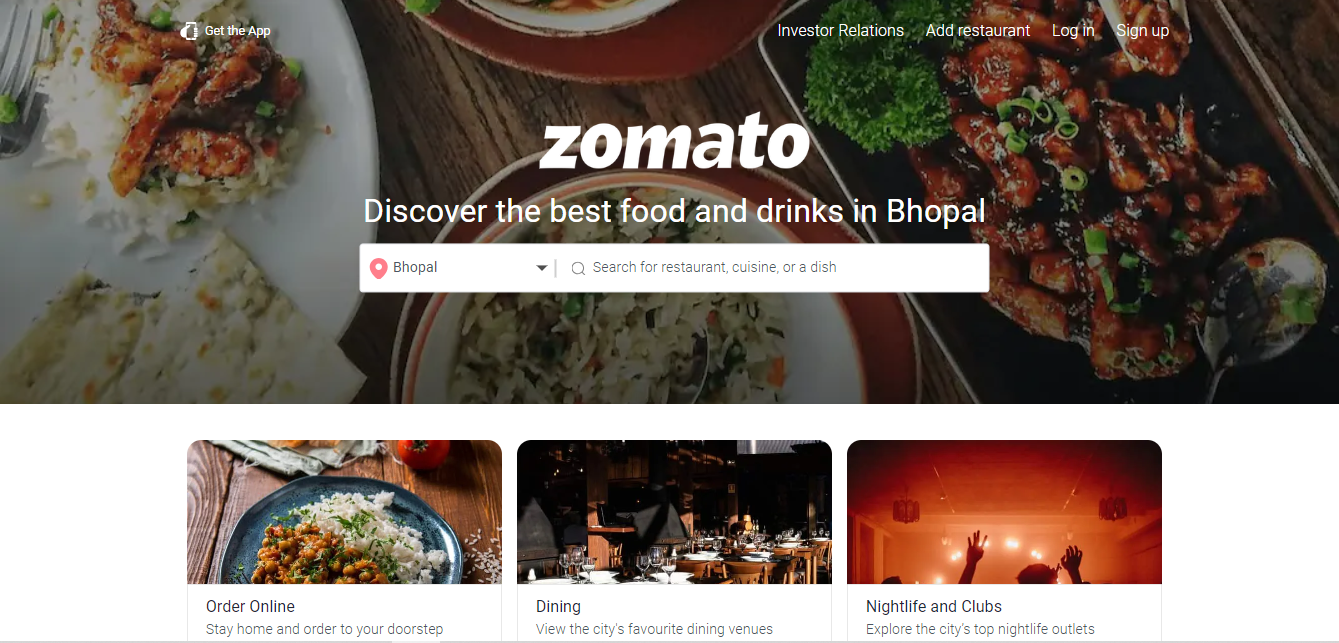 Get the App
Investor Relations
Add restaurant
Log in
Sign up
zomato
Discover the best food and drinks in Bhopal
Bhopal
Search for restaurant, cuisine, or a dish
Order Online
Stay home and order to your doorstep
Dining
View the city's favourite dining venues
Nightlife and Clubs
Explore the city's top nightlife outlets